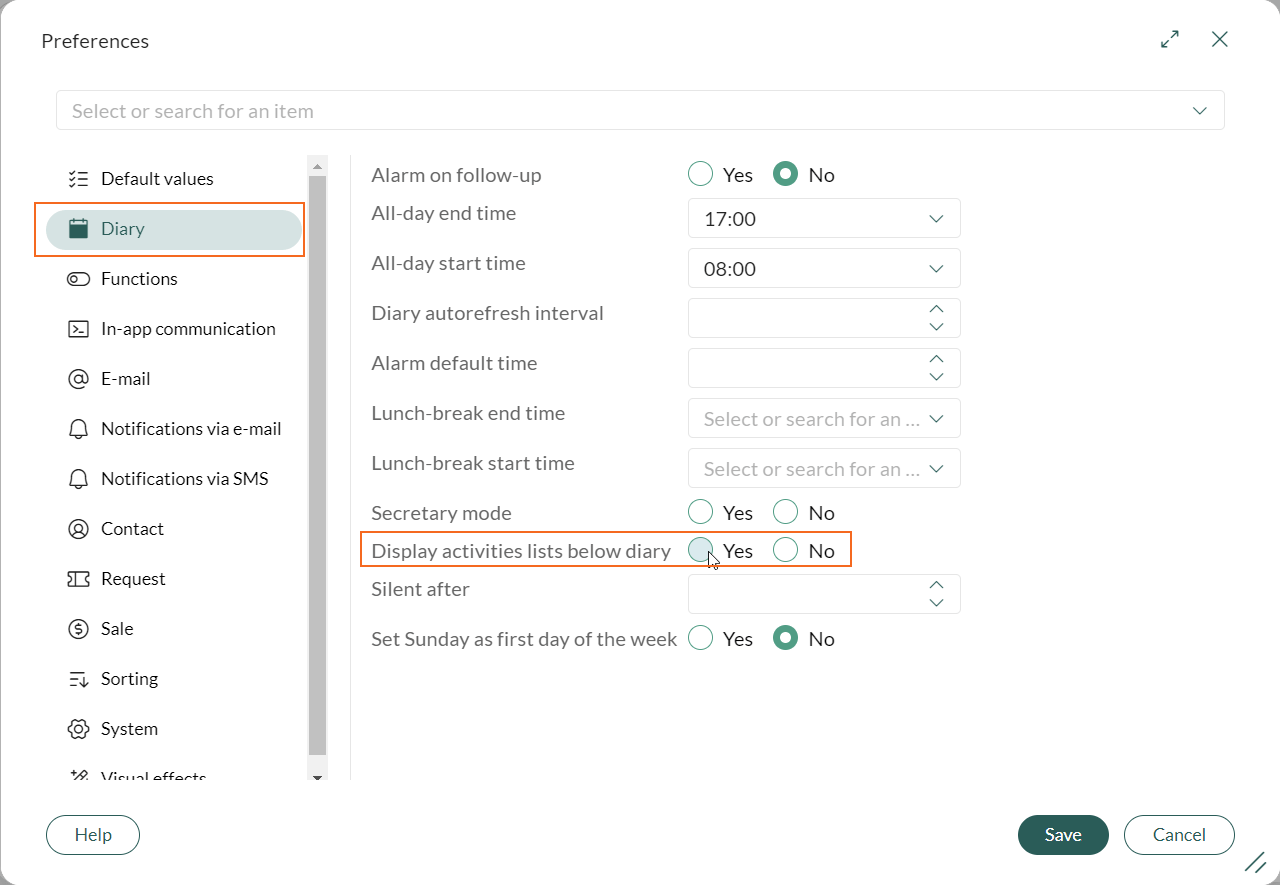 Preferences
Select or search for an item
Default values
Diary
Functions
In-app communication
E-mail
Notifications via e-mail
Notifications via SMS
Contact
Request
Sale
Sorting
System
Visual effects
Alarm on follow-up Yes No
All-day end time 17:00
All-day start time 08:00
Diary autorefresh interval
Alarm default time
Lunch-break end time Select or search for an ...
Lunch-break start time Select or search for an ...
Secretary mode Yes No
Display activities lists below diary Yes No
Silent after
Set Sunday as first day of the week Yes No
Help Save Cancel